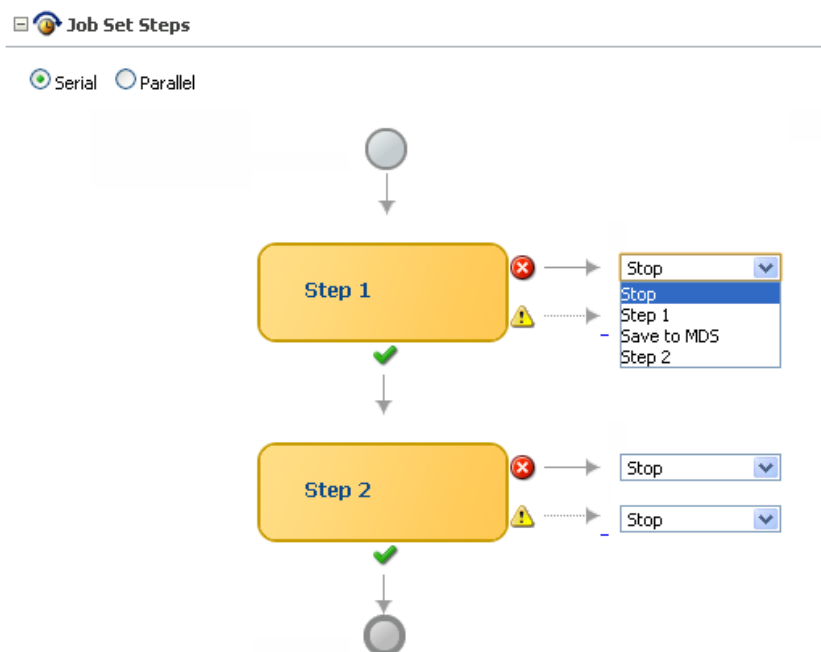 Job Set Steps
Serial Parallel
Step 1
Stop
Stop
Step 1
Save to MDS
Step 2
Step 2
Stop
Stop